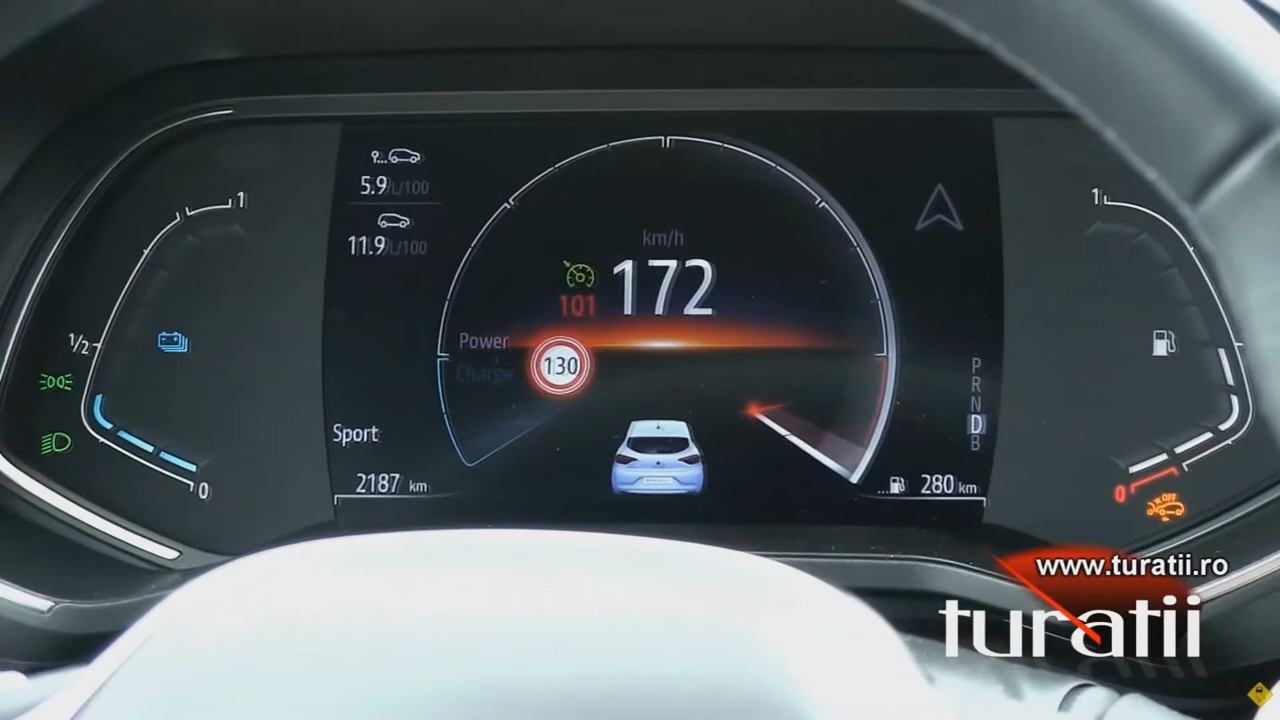 5.9 L/100
11.9 L/100
km/h
172
101
Power
Charge
130
Sport
2187 km
280 km
1
1/2
0
P
R
N
D
B
1
0
OFF
www.turatii.ro
turatii